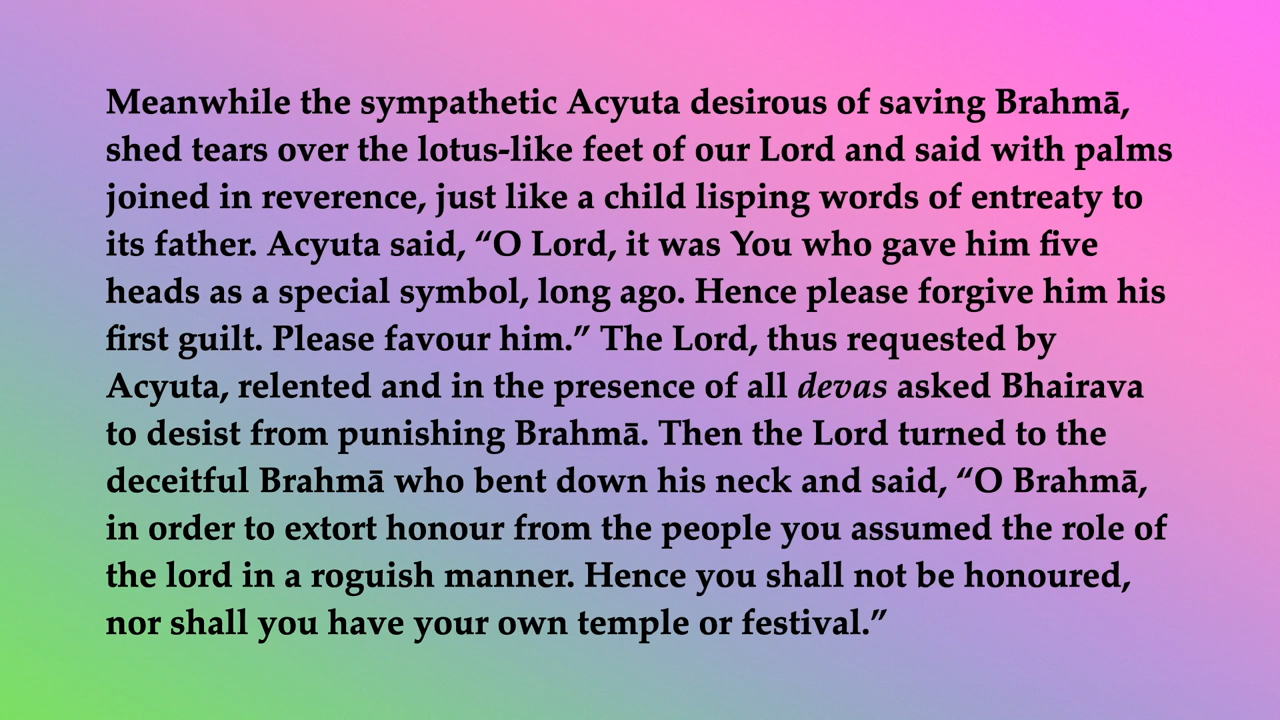 Meanwhile the sympathetic Acyuta desirous of saving Brahmā,
shed tears over the lotus-like feet of our Lord and said with palms
joined in reverence, just like a child lisping words of entreaty to
its father. Acyuta said, “O Lord, it was You who gave him five
heads as a special symbol, long ago. Hence please forgive him his
first guilt. Please favour him.” The Lord, thus requested by
Acyuta, relented and in the presence of all devas asked Bhairava
to desist from punishing Brahmā. Then the Lord turned to the
deceitful Brahmā who bent down his neck and said, “O Brahmā,
in order to extort honour from the people you assumed the role of
the lord in a roguish manner. Hence you shall not be honoured,
nor shall you have your own temple or festival.”